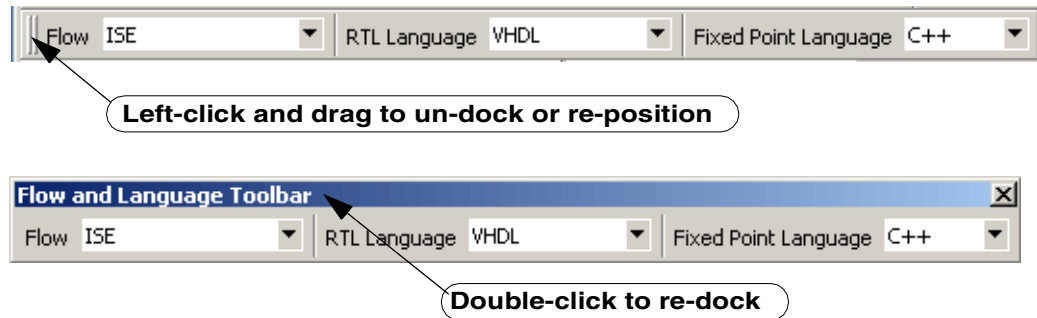 Flow ISE RTL Language VHDL Fixed Point Language C++
Left-click and drag to un-dock or re-position
Flow and Language Toolbar
Flow ISE RTL Language VHDL Fixed Point Language C++
Double-click to re-dock